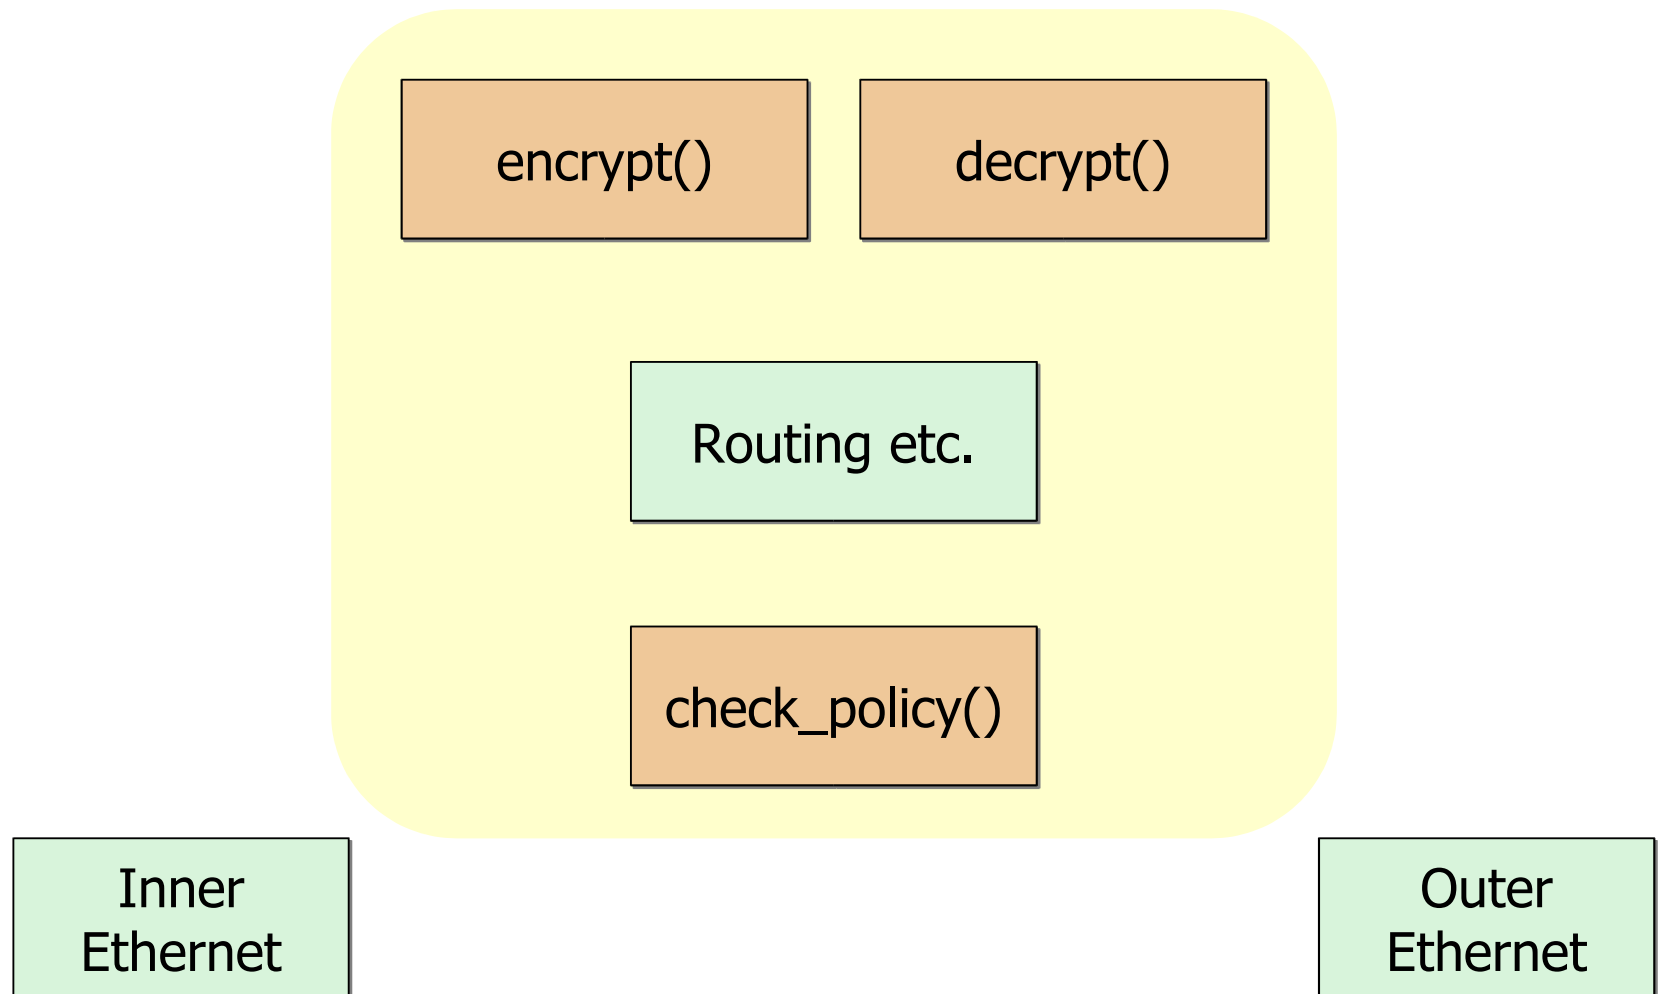 encrypt()
decrypt()
Routing etc.
check_policy()
Inner
Ethernet
Outer
Ethernet